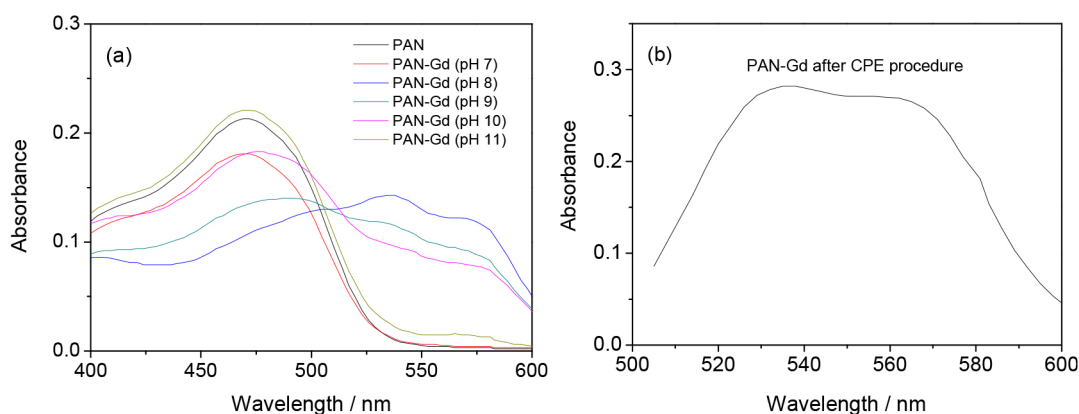 (a)
PAN
PAN-Gd (pH 7)
PAN-Gd (pH 8)
PAN-Gd (pH 9)
PAN-Gd (pH 10)
PAN-Gd (pH 11)
0.3
0.2
0.1
0.0
Absorbance
400
450
500
550
600
Wavelength / nm
(b)
PAN-Gd after CPE procedure
0.3
0.2
0.1
0.0
Absorbance
500
520
540
560
580
600
Wavelength / nm